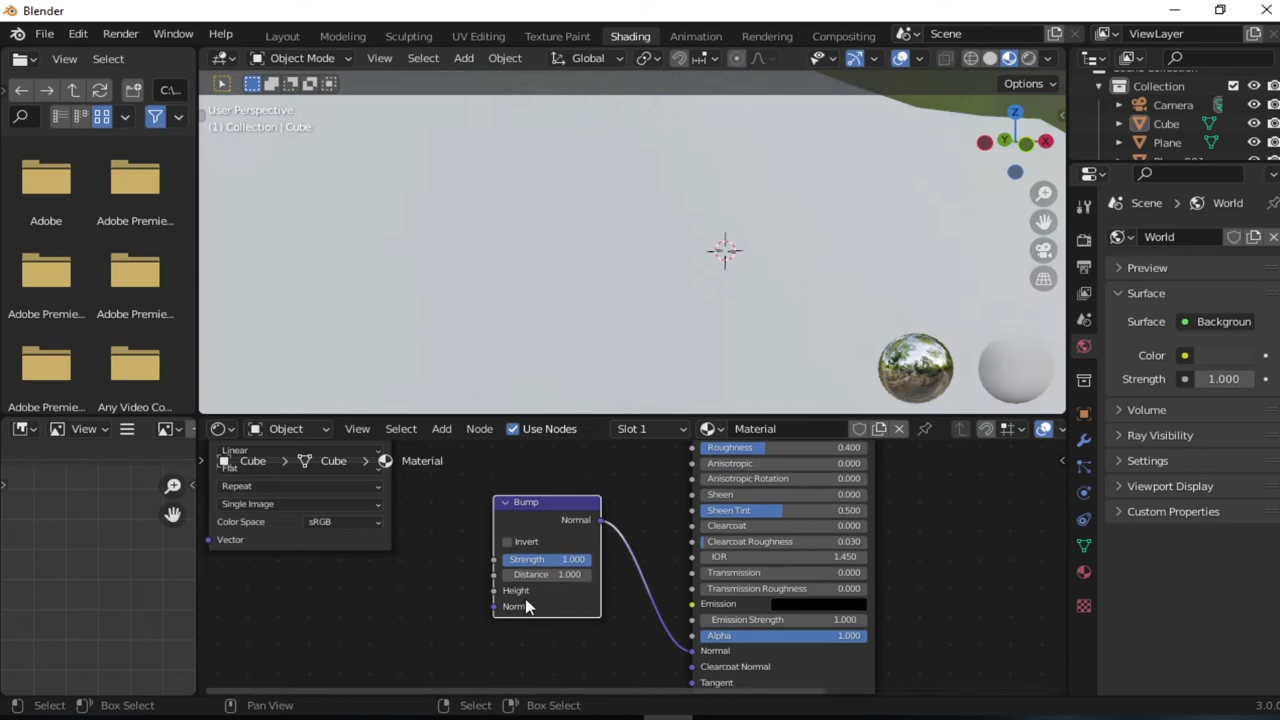 Blender
File Edit Render Window Help Layout Modeling Sculpting UV Editing Texture Paint Shading Animation Rendering Compositing Scene ViewLayer
View Select Object Mode View Select Add Object Global
C:\...
Options
User Perspective
(1) Collection | Cube
Z
Y X
Adobe Adobe Premie...
Adobe Premie... Adobe Premie...
Adobe Premie... Any Video Co...
Collection
Camera
Cube
Plane
Scene > World
World
Preview
Surface
Surface Backgroun
Color
Strength 1.000
Volume
Ray Visibility
Settings
Viewport Display
Custom Properties
View Object View Select Add Node Use Nodes Slot 1 Material
Linear
Cube > Cube > Material
Flat
Repeat
Single Image
Color Space sRGB
Vector
Bump
Normal
Invert
Strength 1.000
Distance 1.000
Height
Roughness 0.400
Anisotropic 0.000
Anisotropic Rotation 0.000
Sheen 0.000
Sheen Tint 0.500
Clearcoat 0.000
Clearcoat Roughness 0.030
IOR 1.450
Transmission 0.000
Transmission Roughness 0.000
Emission
Emission Strength 1.000
Alpha 1.000
Normal
Clearcoat Normal
Tangent
Select Box Select Pan View Select Box Select 3.0.